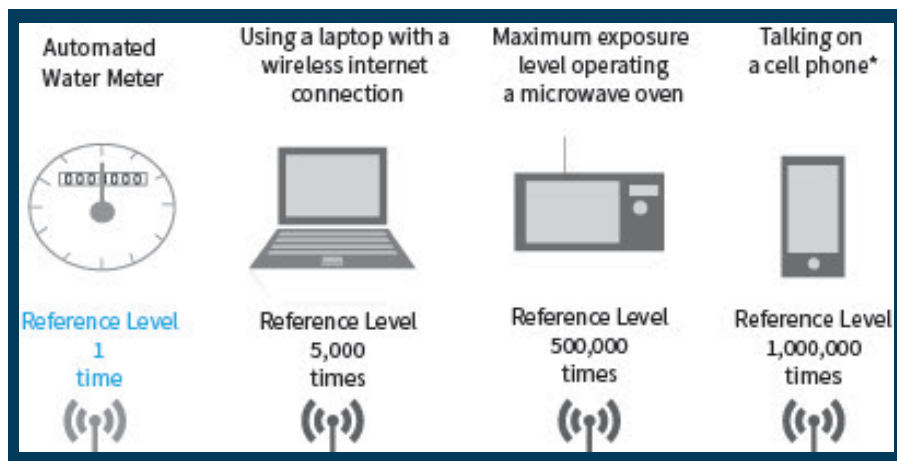 Automated
Water Meter
Using a laptop with a
wireless internet
connection
Maximum exposure
level operating
a microwave oven
Talking on
a cell phone*
Reference Level
1
time
Reference Level
5,000
times
Reference Level
500,000
times
Reference Level
1,000,000
times